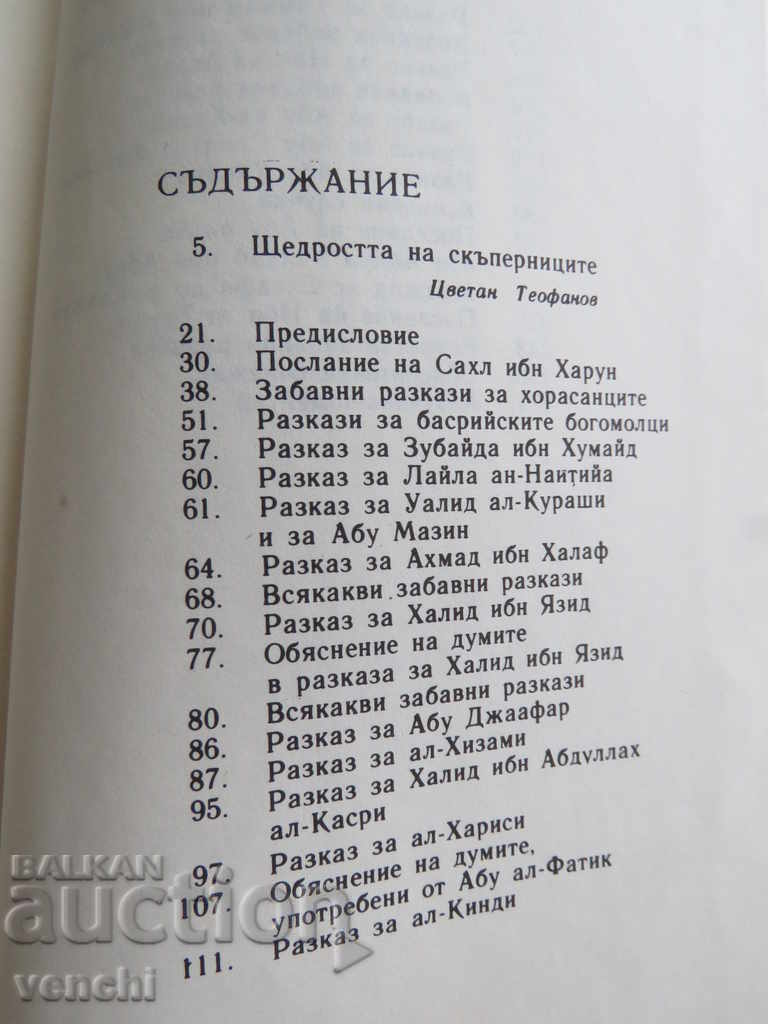 СЪДЪРЖАНИЕ
5. Щедростта на скъперниците
Цветан Теофанов
21. Предисловие
30. Послание на Сахл ибн Харун
38. Забавни разкази за хорасанците
51. Разкази за басрийските богомолци
57. Разказ за Зубайда ибн Хумайд
60. Разказ за Лайла ан-Наитийа
61. Разказ за Уалид ал-Кураши
и за Абу Мазин
64. Разказ за Ахмад ибн Халаф
68. Всякакви забавни разкази
70. Разказ за Халид ибн Язид
77. Обяснение на думите
в разказа за Халид ибн Язид
80. Всякакви забавни разкази
86. Разказ за Абу Джаафар
87. Разказ за ал-Хизами
95. Разказ за Халид ибн Абдуллах
ал-Касри
97. Разказ за ал-Хариси
107. Обяснение на думите,
употребени от Абу ал-Фатик
111. Разказ за ал-Кинди
BALKAN
auction
venchi